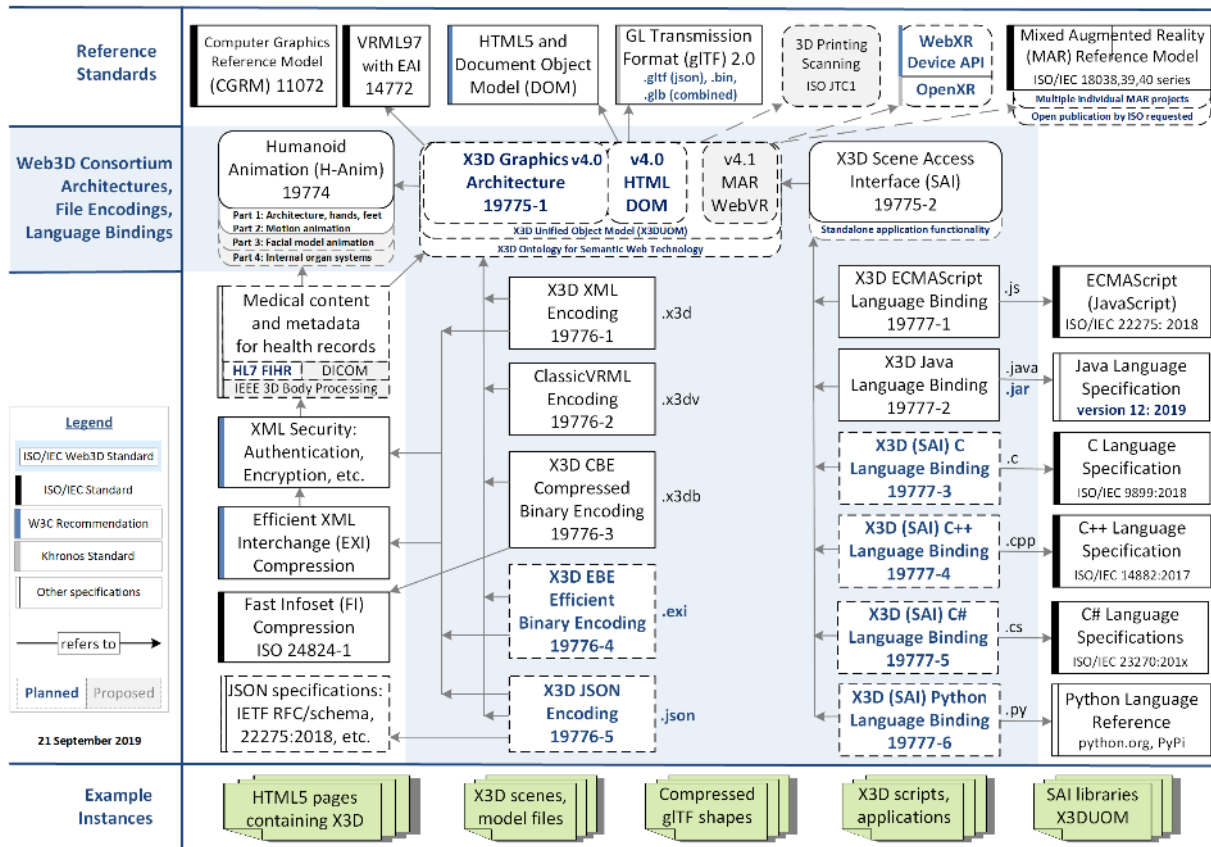 Reference
Standards
Computer Graphics
Reference Model
(CGRM) 11072
VRML97
with EAI
14772
HTML5 and
Document Object
Model (DOM)
GL Transmission
Format (glTF) 2.0
.gltf (json), .bin,
.glb (combined)
3D Printing
Scanning
ISO JTC1
WebXR
Device API
OpenXR
Mixed Augmented Reality
(MAR) Reference Model
ISO/IEC 18038,39,40 series
Multiple individual MAR projects
Open publication by ISO requested
Web3D Consortium
Architectures,
File Encodings,
Language Bindings
Humanoid
Animation (H-Anim)
19774
Part 1: Architecture, hands, feet
Part 2: Motion animation
Part 3: Facial model animation
Part 4: Internal organ systems
X3D Graphics v4.0
Architecture
19775-1
v4.0
HTML
DOM
v4.1
MAR
WebVR
X3D Unified Object Model (X3DUOM)
X3D Ontology for Semantic Web Technology
X3D Scene Access
Interface (SAI)
19775-2
Standalone application functionality
Medical content
and metadata
for health records
HL7 FIHR
DICOM
IEEE 3D Body Processing
XML Security:
Authentication,
Encryption, etc.
Efficient XML
Interchange (EXI)
Compression
Fast Infoset (FI)
Compression
ISO 24824-1
JSON specifications:
IETF RFC/schema,
22275:2018, etc.
X3D XML
Encoding
19776-1
.x3d
ClassicVRML
Encoding
19776-2
.x3dv
X3D CBE
Compressed
Binary Encoding
19776-3
.x3db
X3D EBE
Efficient
Binary Encoding
19776-4
.exi
X3D JSON
Encoding
19776-5
.json
X3D ECMAScript
Language Binding
19777-1
.js
ECMAScript
(JavaScript)
ISO/IEC 22275: 2018
X3D Java
Language Binding
19777-2
.java
.jar
Java Language
Specification
version 12: 2019
X3D (SAI) C
Language Binding
19777-3
.c
C Language
Specification
ISO/IEC 9899:2018
X3D (SAI) C++
Language Binding
19777-4
.cpp
C++ Language
Specification
ISO/IEC 14882:2017
X3D (SAI) C#
Language Binding
19777-5
.cs
C# Language
Specifications
ISO/IEC 23270:201x
X3D (SAI) Python
Language Binding
19777-6
.py
Python Language
Reference
python.org, PyPi
Legend
ISO/IEC Web3D Standard
ISO/IEC Standard
W3C Recommendation
Khronos Standard
Other specifications
refers to
Planned
Proposed
21 September 2019
Example
Instances
HTML5 pages
containing X3D
X3D scenes,
model files
Compressed
glTF shapes
X3D scripts,
applications
SAI libraries
X3DUOM